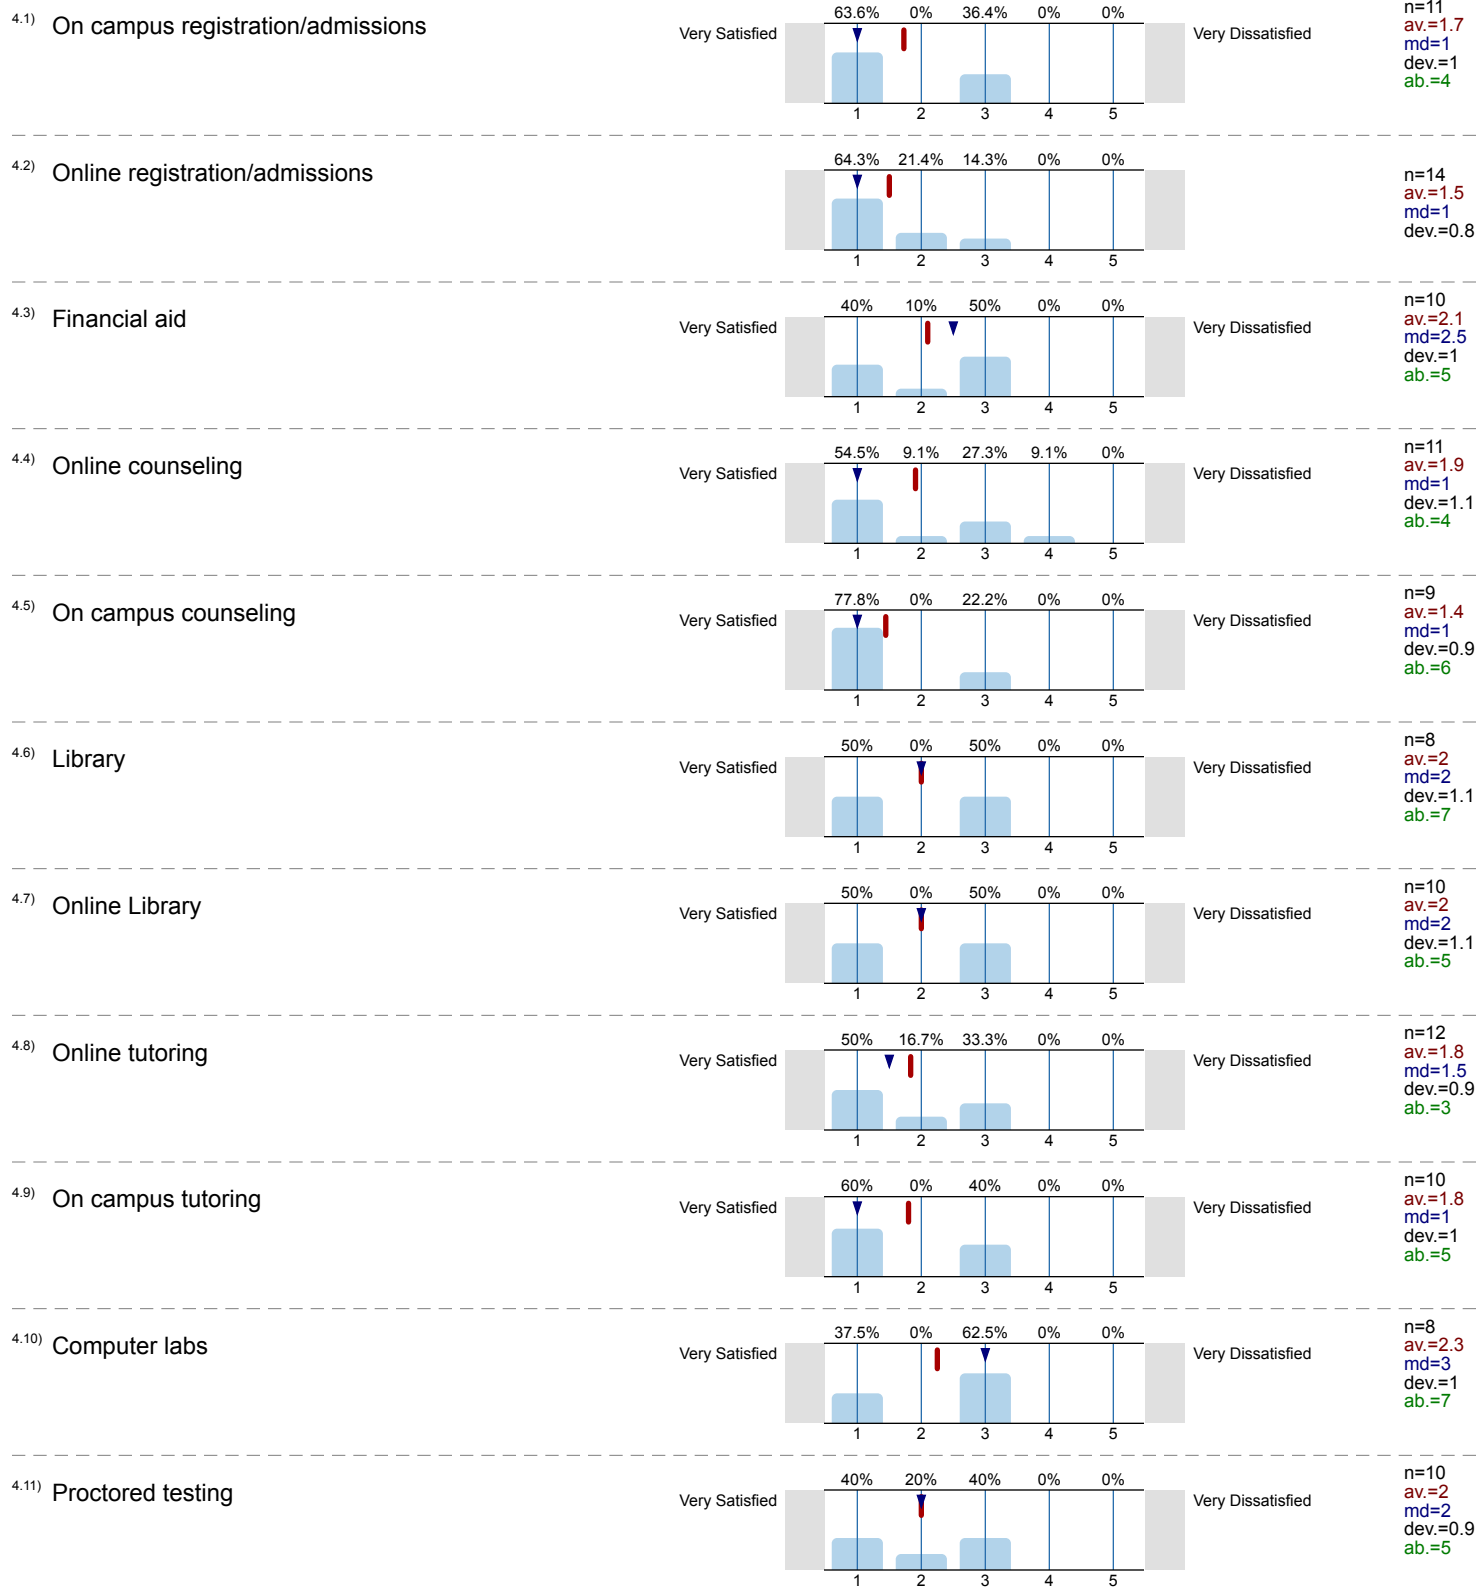 4.1) On campus registration/admissions
63.6% 0% 36.4% 0% 0%
Very Satisfied Very Dissatisfied
1 2 3 4 5
n=11
av.=1.7
md=1
dev.=1
ab.=4
4.2) Online registration/admissions
64.3% 21.4% 14.3% 0% 0%
1 2 3 4 5
n=14
av.=1.5
md=1
dev.=0.8
4.3) Financial aid
40% 10% 50% 0% 0%
Very Satisfied Very Dissatisfied
1 2 3 4 5
n=10
av.=2.1
md=2.5
dev.=1
ab.=5
4.4) Online counseling
54.5% 9.1% 27.3% 9.1% 0%
Very Satisfied Very Dissatisfied
1 2 3 4 5
n=11
av.=1.9
md=1
dev.=1.1
ab.=4
4.5) On campus counseling
77.8% 0% 22.2% 0% 0%
Very Satisfied Very Dissatisfied
1 2 3 4 5
n=9
av.=1.4
md=1
dev.=0.9
ab.=6
4.6) Library
50% 0% 50% 0% 0%
Very Satisfied Very Dissatisfied
1 2 3 4 5
n=8
av.=2
md=2
dev.=1.1
ab.=7
4.7) Online Library
50% 0% 50% 0% 0%
Very Satisfied Very Dissatisfied
1 2 3 4 5
n=10
av.=2
md=2
dev.=1.1
ab.=5
4.8) Online tutoring
50% 16.7% 33.3% 0% 0%
Very Satisfied Very Dissatisfied
1 2 3 4 5
n=12
av.=1.8
md=1.5
dev.=0.9
ab.=3
4.9) On campus tutoring
60% 0% 40% 0% 0%
Very Satisfied Very Dissatisfied
1 2 3 4 5
n=10
av.=1.8
md=1
dev.=1
ab.=5
4.10) Computer labs
37.5% 0% 62.5% 0% 0%
Very Satisfied Very Dissatisfied
1 2 3 4 5
n=8
av.=2.3
md=3
dev.=1
ab.=7
4.11) Proctored testing
40% 20% 40% 0% 0%
Very Satisfied Very Dissatisfied
1 2 3 4 5
n=10
av.=2
md=2
dev.=0.9
ab.=5